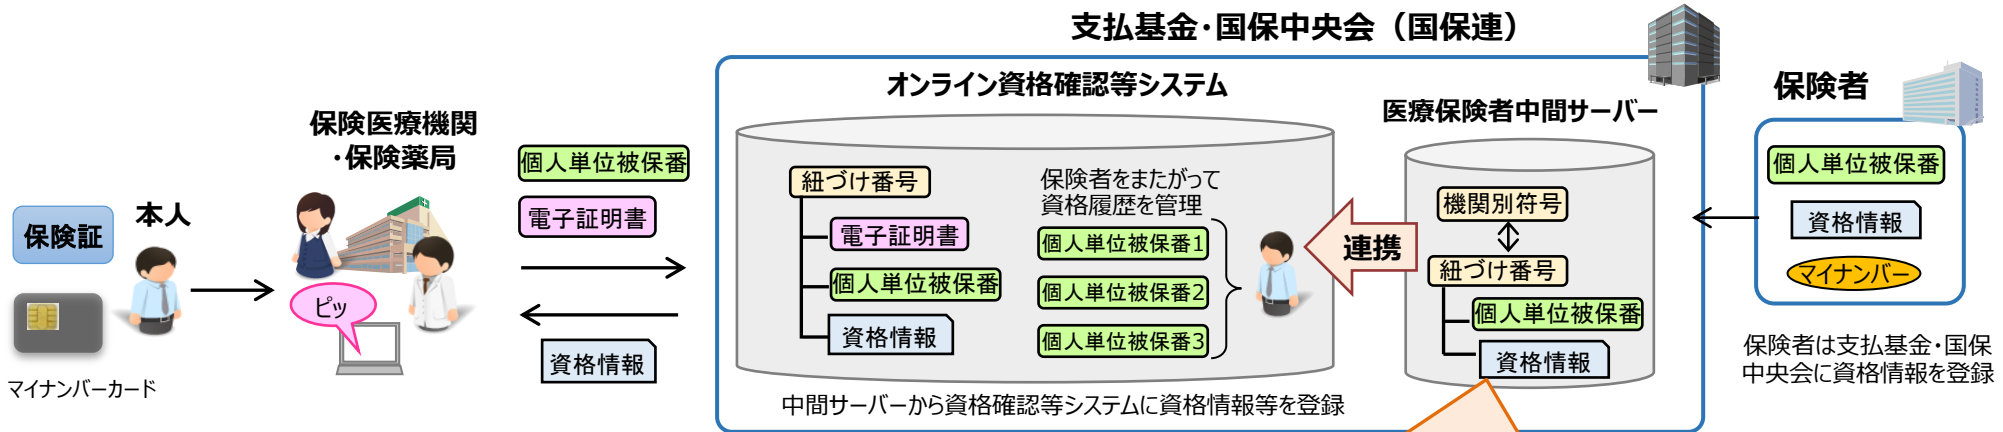 支払基金・国保中央会（国保連）
オンライン資格確認等システム
保険者
医療保険者中間サーバー
保険医療機関
・保険薬局
個人単位被保番
電子証明書
資格情報
本人
保険証
マイナンバーカード
ピッ
紐づけ番号
電子証明書
個人単位被保番
資格情報
保険者をまたがって
資格履歴を管理
個人単位被保番1
個人単位被保番2
個人単位被保番3
連携
機関別符号
紐づけ番号
個人単位被保番
資格情報
中間サーバーから資格確認等システムに資格情報等を登録
個人単位被保番
資格情報
マイナンバー
保険者は支払基金・国保
中央会に資格情報を登録